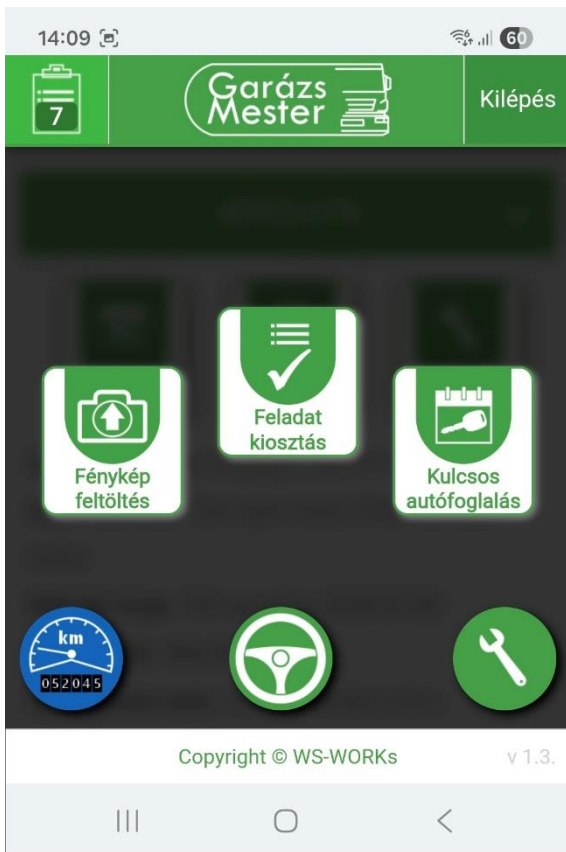 14:09
60
7
Garázs
Mester
Kilépés
Feladat
kiosztás
Fénykép
feltöltés
Kulcsos
autófoglalás
km
052045
Copyright © WS-WORKs
v 1.3.